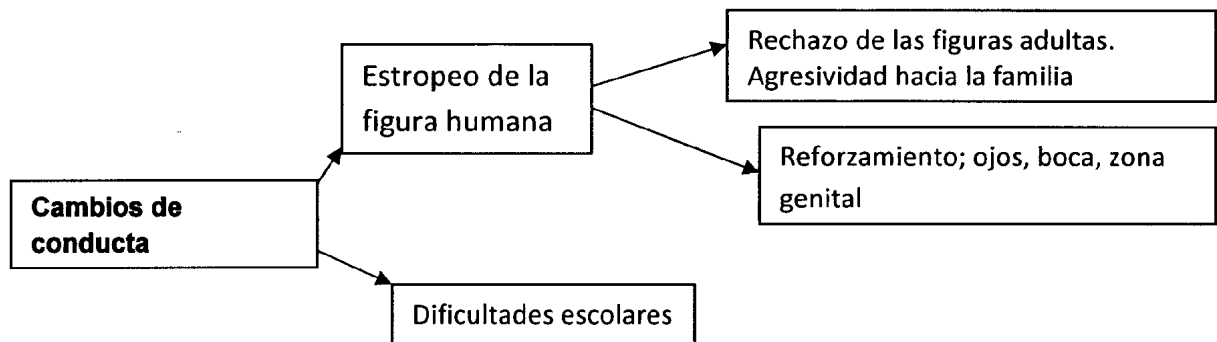 Rechazo de las figuras adultas.
Agresividad hacia la familia
Estropeo de la
figura humana
Reforzamiento; ojos, boca, zona
genital
Cambios de
conducta
Dificultades escolares